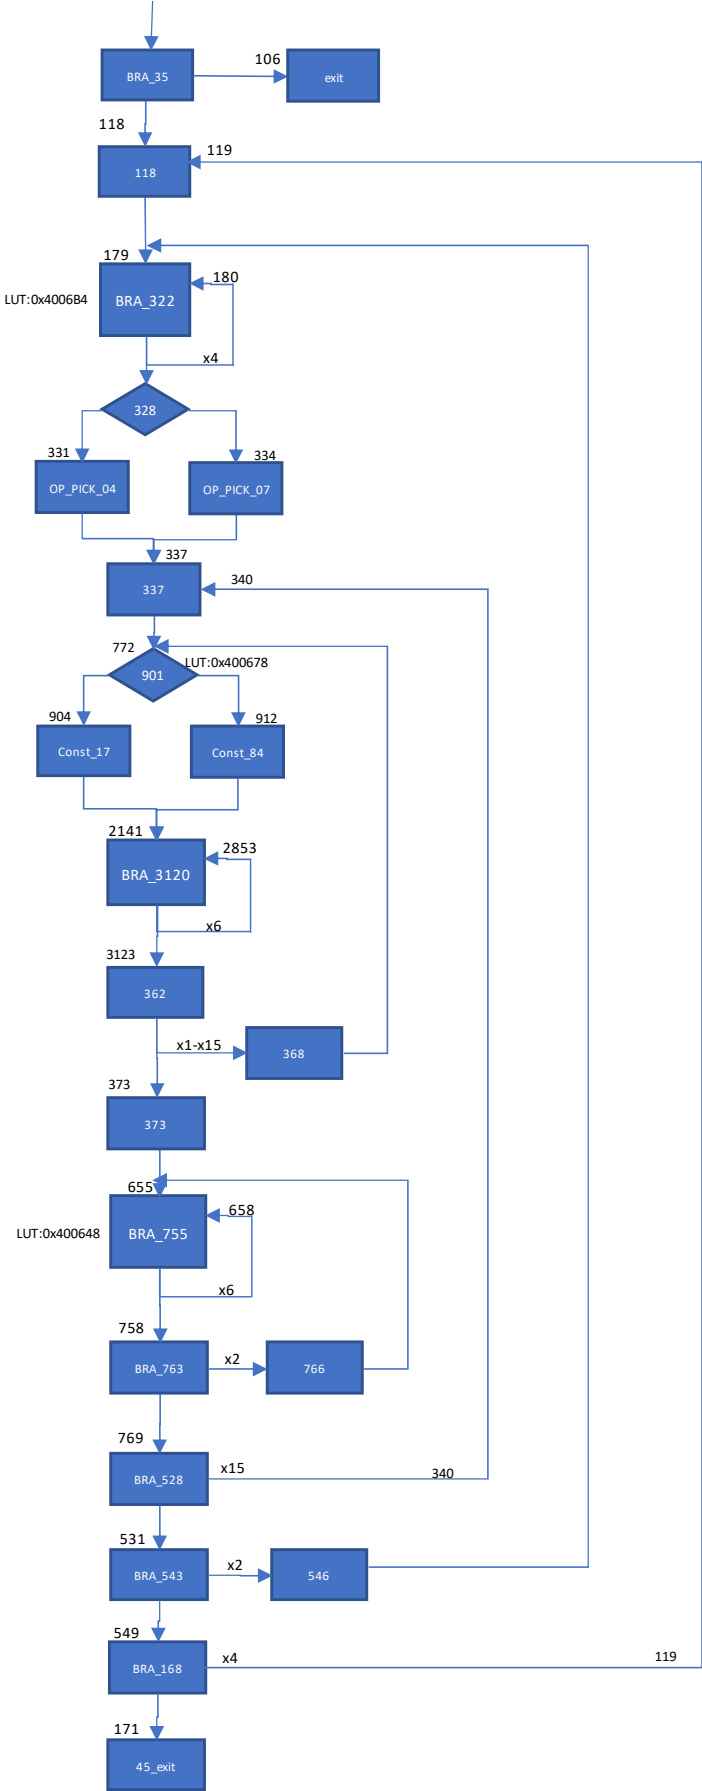 106
BRA_35
exit
118
119
118
179
180
LUT:0x4006B4
BRA_322
x4
328
331
334
OP_PICK_04
OP_PICK_07
337
340
337
772
LUT:0x400678
901
904
912
Const_17
Const_84
2141
2853
BRA_3120
x6
3123
362
x1-x15
368
373
373
655
658
LUT:0x400648
BRA_755
x6
758
x2
BRA_763
766
769
x15
340
BRA_528
531
x2
BRA_543
546
549
x4
119
BRA_168
171
45_exit